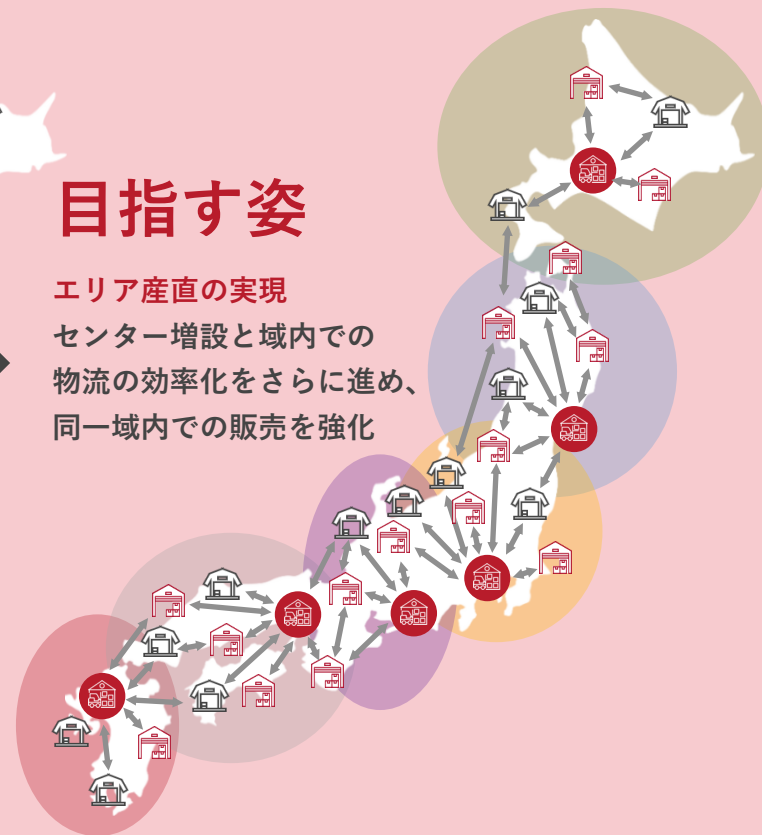 目指す姿
エリア産直の実現
センター増設と域内での
物流の効率化をさらに進め、
同一域内での販売を強化